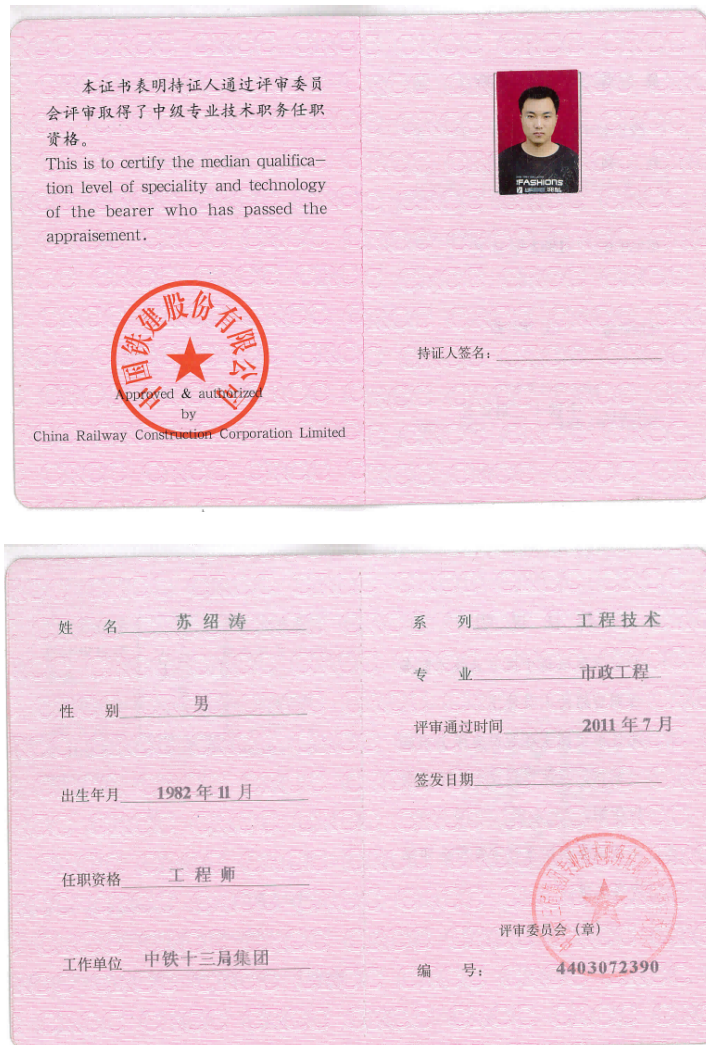 本证书表明持证人通过评审委员
会评审取得了中级专业技术职务任职
资格。
This is to certify the median qualifica-
tion level of speciality and technology
of the bearer who has passed the
appraisement.
中国铁建股份有限公司
Approved & authorized
by
China Railway Construction Corporation Limited
FASHIONS
持证人签名：
姓 名 苏绍涛
性 别 男
出生年月 1982年11月
任职资格 工程师
工作单位 中铁十三局集团
系 列 工程技术
专 业 市政工程
评审通过时间 2011年7月
签发日期
评审委员会（章）
编 号： 4403072390